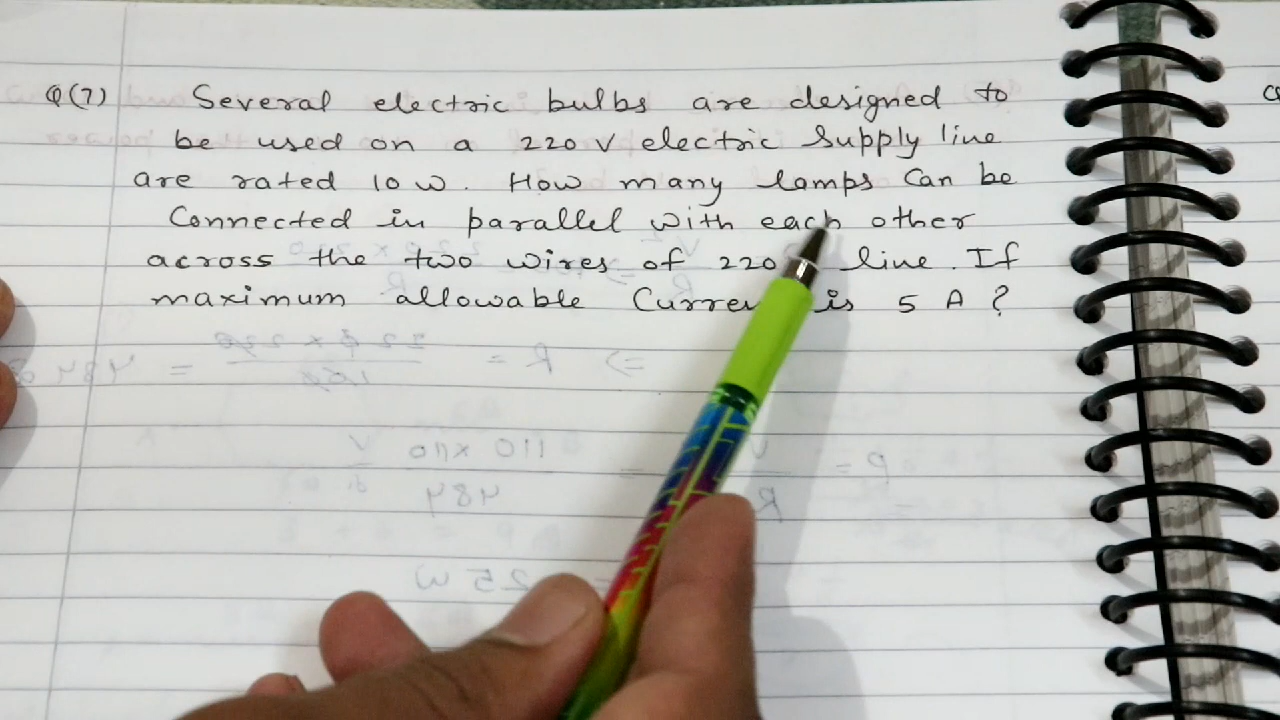 Q(7) Several electric bulbs are designed to
be used on a 220 V electric supply line
are rated 10 W. How many lamps can be
Connected in parallel with each other
across the two wires of 220 line. If
maximum allowable is 5 A ?